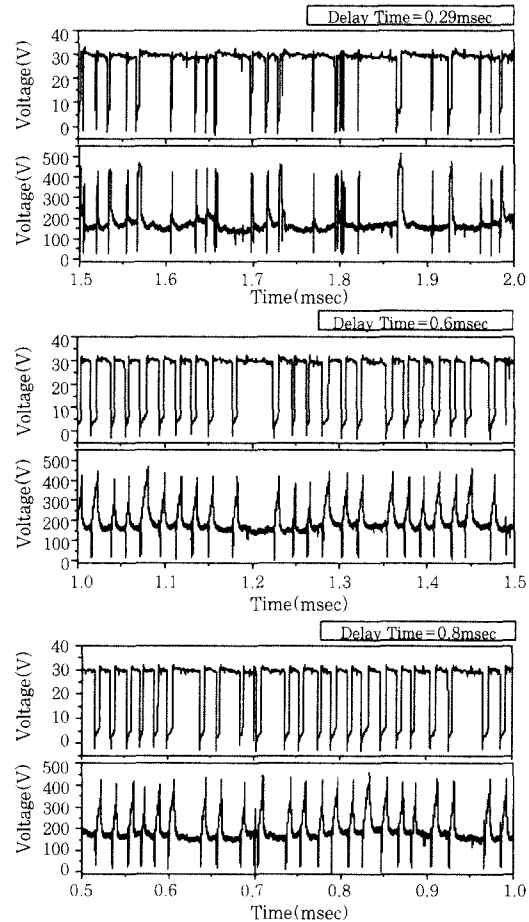 Delay Time=0.29msec
Voltage(V)
40
30
20
10
0
Voltage(V)
500
400
300
200
100
0
1.5 1.6 1.7 1.8 1.9 2.0
Time(msec)
Delay Time=0.6msec
Voltage(V)
40
30
20
10
0
Voltage(V)
500
400
300
200
100
0
1.0 1.1 1.2 1.3 1.4 1.5
Time(msec)
Delay Time=0.8msec
Voltage(V)
40
30
20
10
0
Voltage(V)
500
400
300
200
100
0
0.5 0.6 0.7 0.8 0.9 1.0
Time(msec)